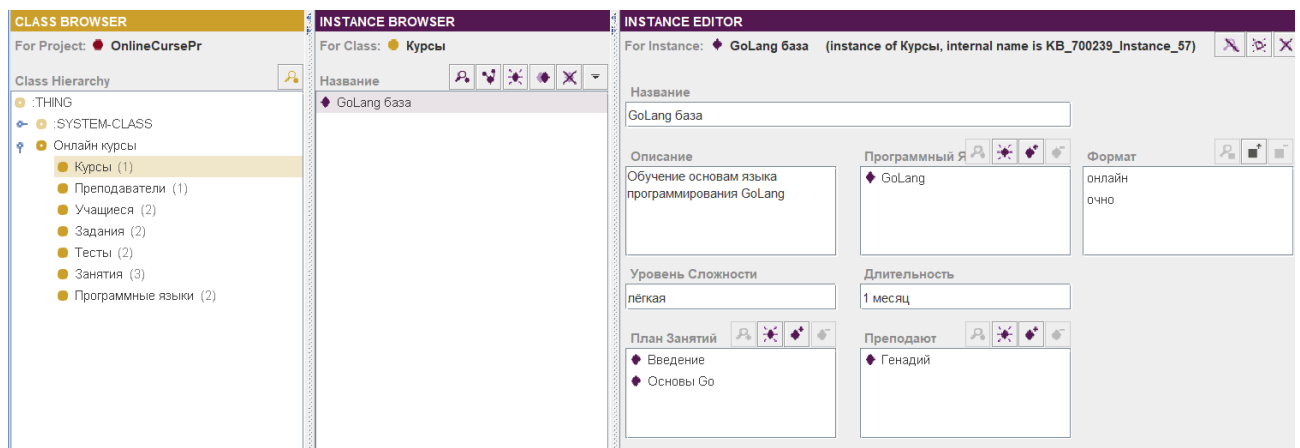 CLASS BROWSER
For Project: OnlineCursePr
Class Hierarchy
:THING
:SYSTEM-CLASS
Онлайн курсы
Курсы (1)
Преподаватели (1)
Учащиеся (2)
Задания (2)
Тесты (2)
Занятия (3)
Программные языки (2)
INSTANCE BROWSER
For Class: Курсы
Название
GoLang база
INSTANCE EDITOR
For Instance: GoLang база (instance of Курсы, internal name is KB_700239_Instance_57)
Название
GoLang база
Описание
Обучение основам языка
программирования GoLang
Программный Я
GoLang
Формат
онлайн
очно
Уровень Сложности
лёгкая
Длительность
1 месяц
План Занятий
Введение
Основы Go
Преподают
Генадий